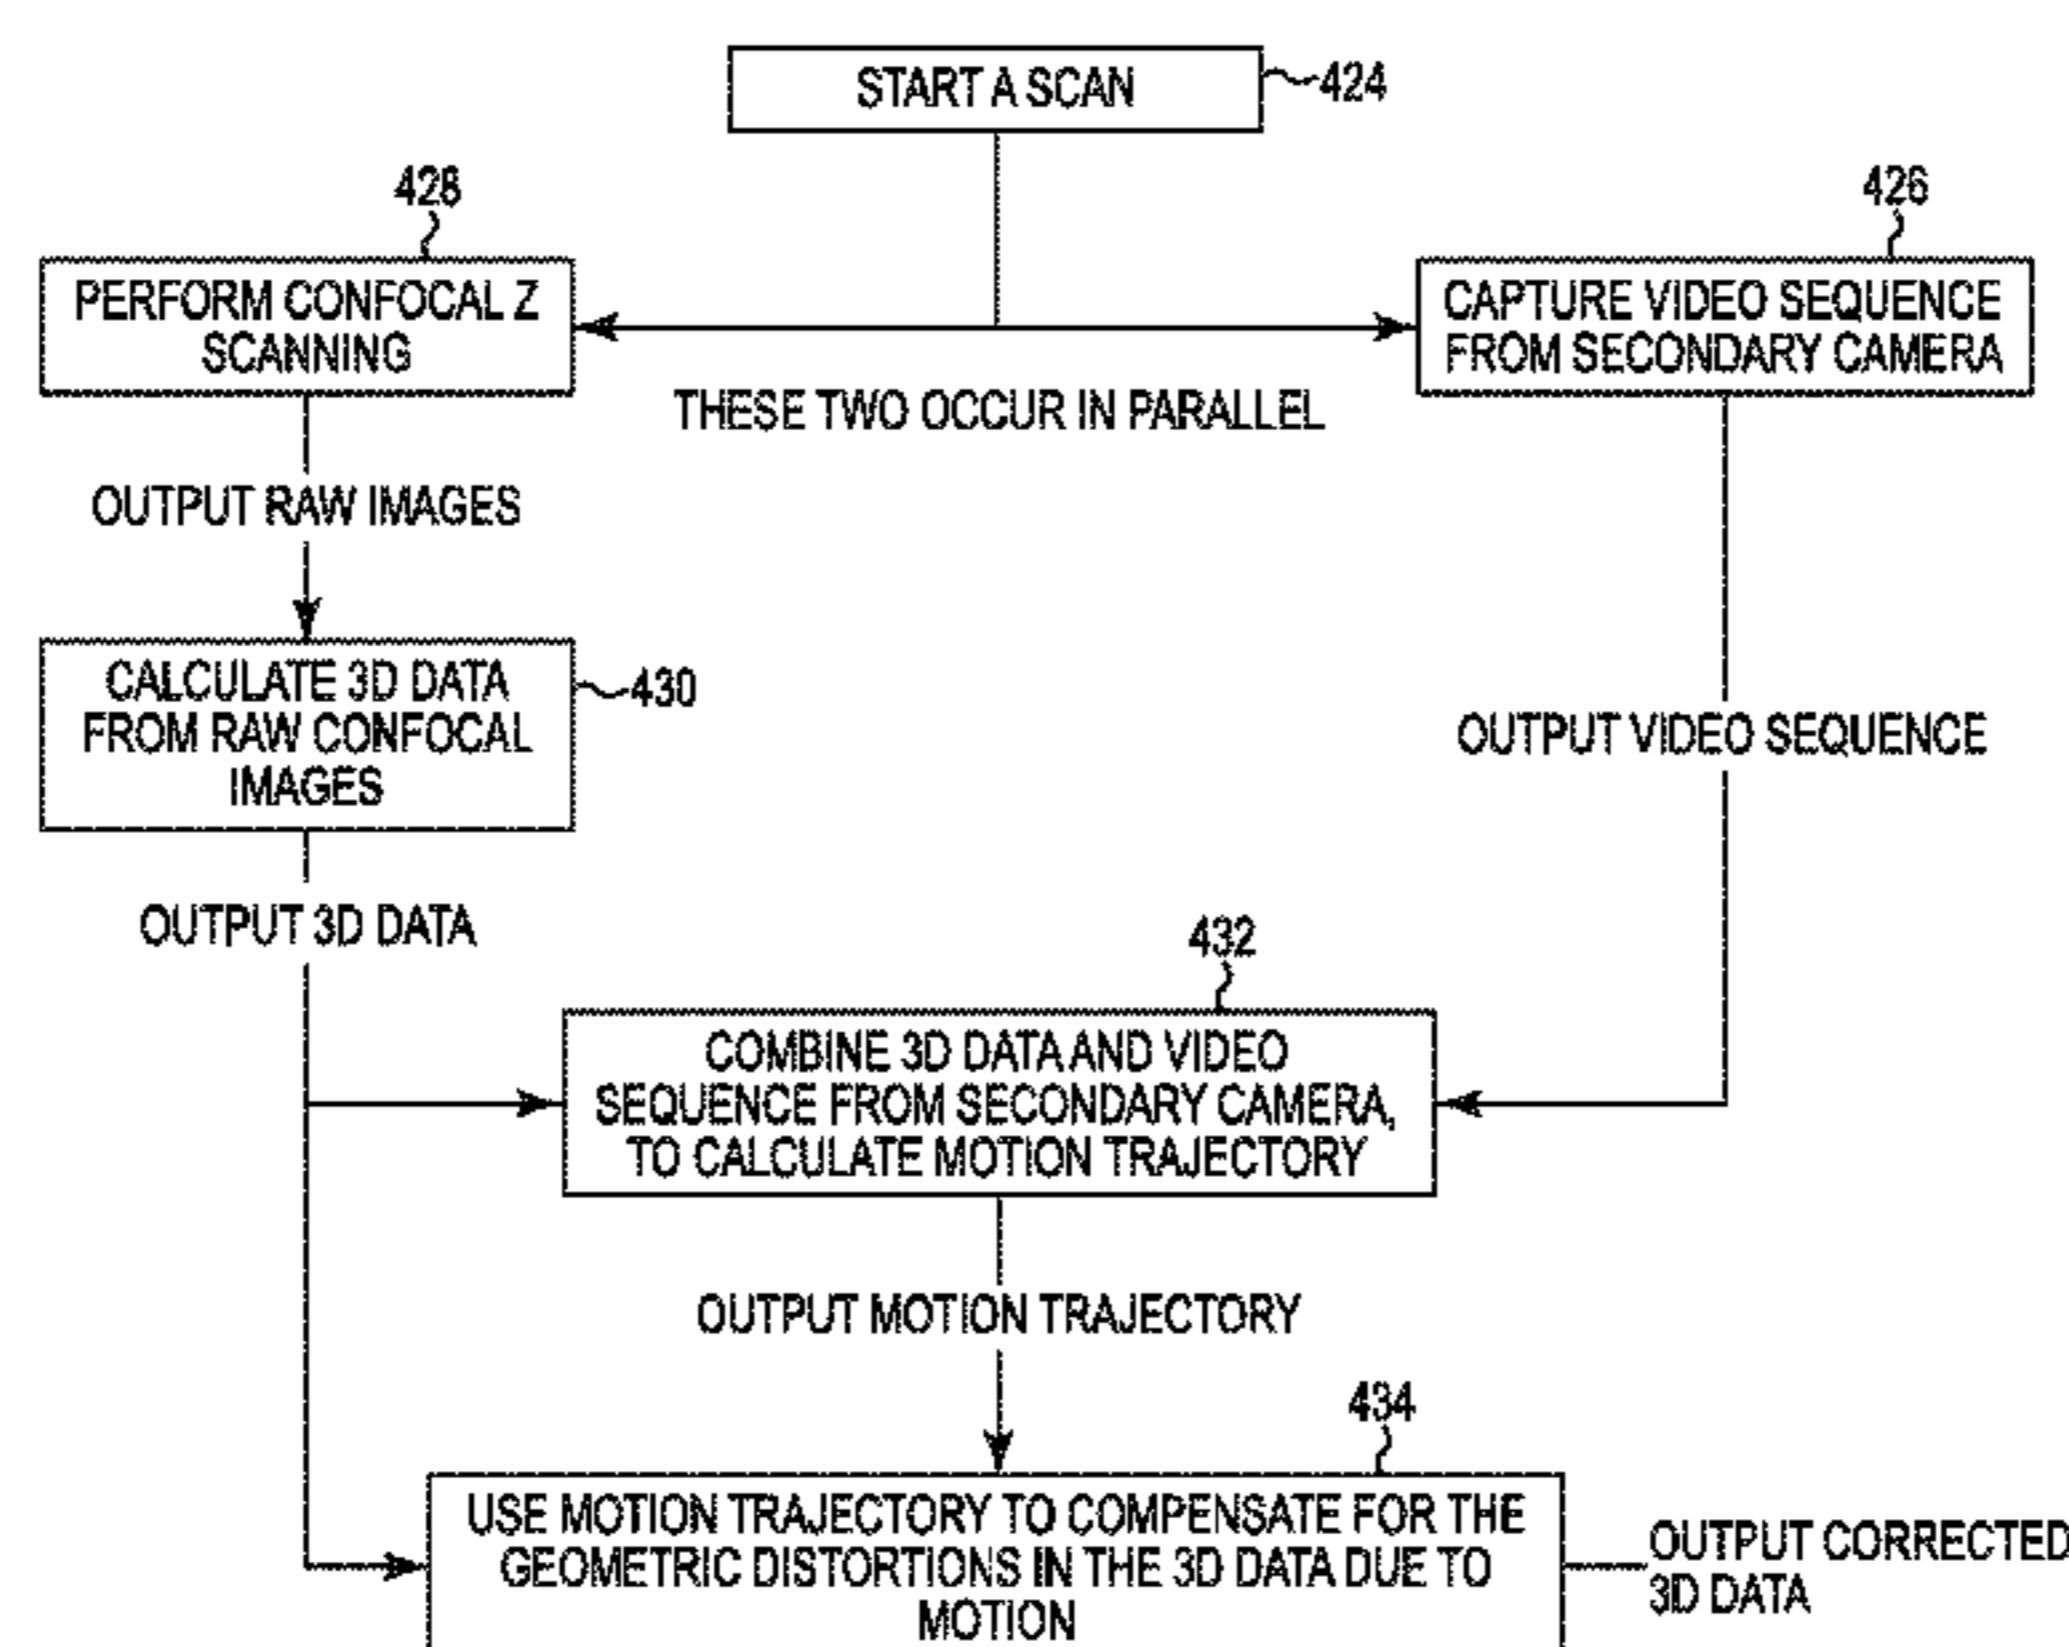 START A SCAN
424
428
426
PERFORM CONFOCAL Z
SCANNING
CAPTURE VIDEO SEQUENCE
FROM SECONDARY CAMERA
THESE TWO OCCUR IN PARALLEL
OUTPUT RAW IMAGES
CALCULATE 3D DATA
FROM RAW CONFOCAL
IMAGES
430
OUTPUT VIDEO SEQUENCE
OUTPUT 3D DATA
432
COMBINE 3D DATA AND VIDEO
SEQUENCE FROM SECONDARY CAMERA,
TO CALCULATE MOTION TRAJECTORY
OUTPUT MOTION TRAJECTORY
434
USE MOTION TRAJECTORY TO COMPENSATE FOR THE
GEOMETRIC DISTORTIONS IN THE 3D DATA DUE TO
MOTION
OUTPUT CORRECTED
3D DATA